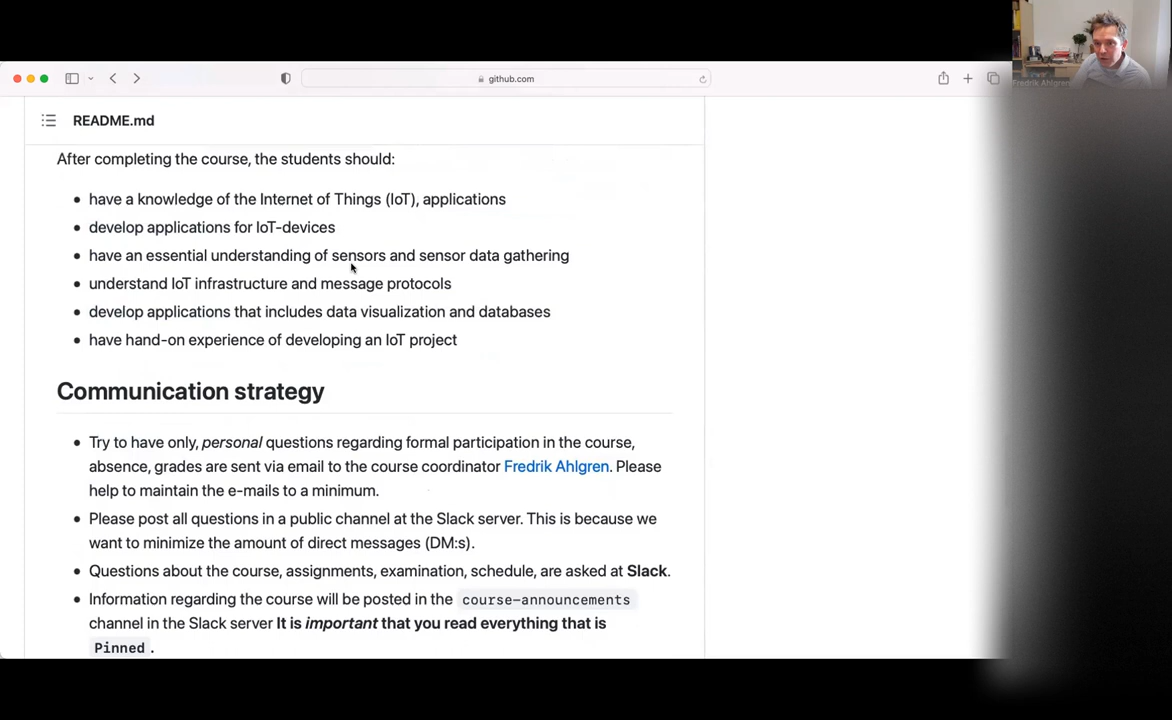 github.com
Fredrik Ahlgren
README.md
After completing the course, the students should:
have a knowledge of the Internet of Things (IoT), applications
develop applications for IoT-devices
have an essential understanding of sensors and sensor data gathering
understand IoT infrastructure and message protocols
develop applications that includes data visualization and databases
have hand-on experience of developing an IoT project
Communication strategy
Try to have only, personal questions regarding formal participation in the course,
absence, grades are sent via email to the course coordinator Fredrik Ahlgren. Please
help to maintain the e-mails to a minimum.
Please post all questions in a public channel at the Slack server. This is because we
want to minimize the amount of direct messages (DM:s).
Questions about the course, assignments, examination, schedule, are asked at Slack.
Information regarding the course will be posted in the course-announcements
channel in the Slack server It is important that you read everything that is
Pinned.